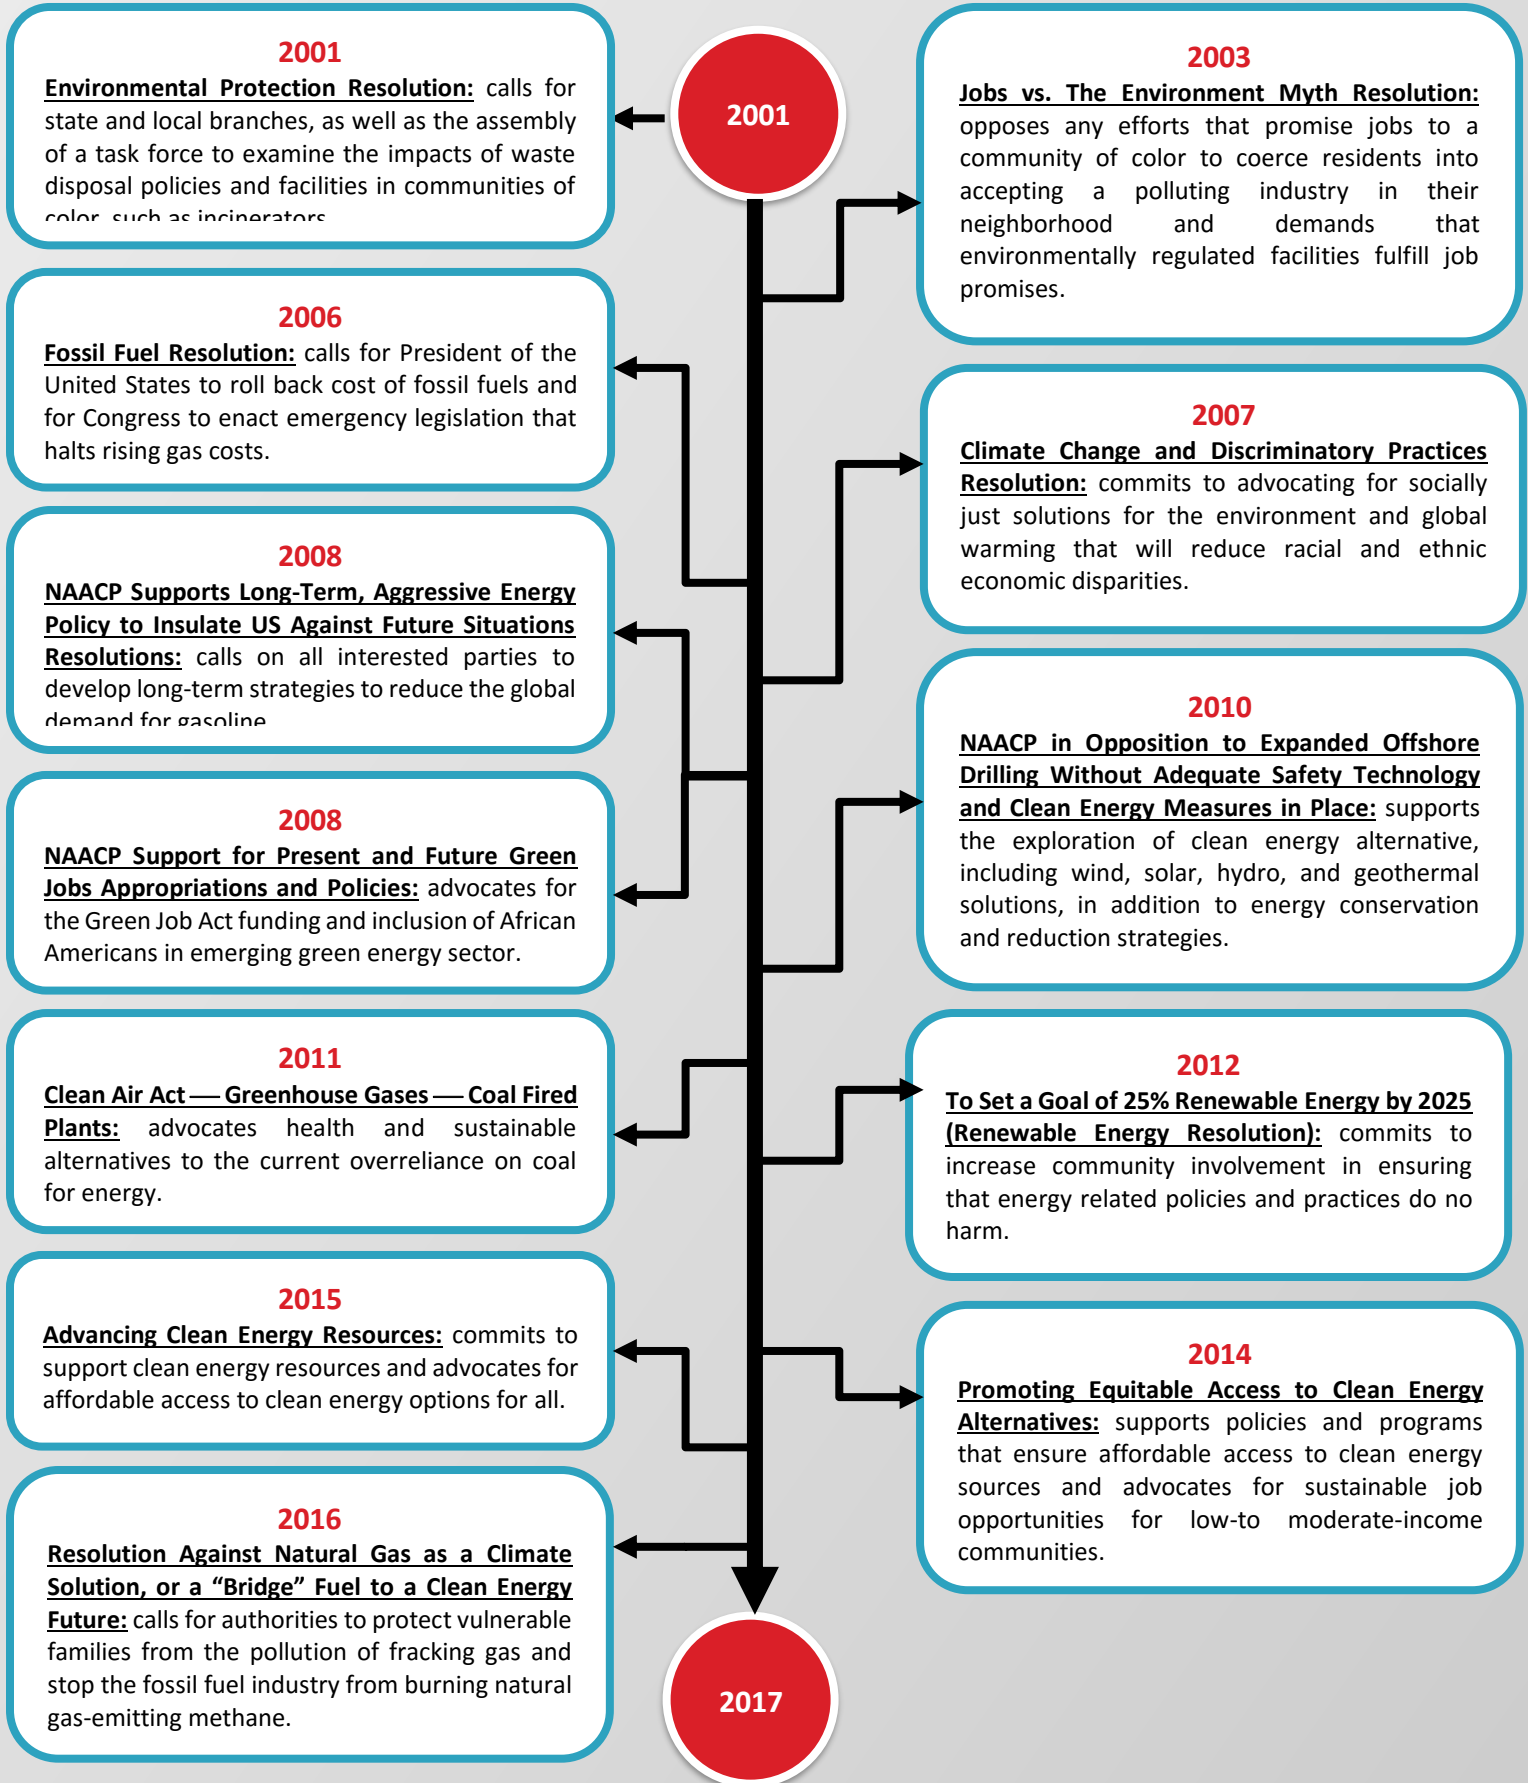 2001
Environmental Protection Resolution: calls for
state and local branches, as well as the assembly
of a task force to examine the impacts of waste
disposal policies and facilities in communities of
color, such as incinerators.
2001
2003
Jobs vs. The Environment Myth Resolution:
opposes any efforts that promise jobs to a
community of color to coerce residents into
accepting a polluting industry in their
neighborhood and demands that
environmentally regulated facilities fulfill job
promises.
2006
Fossil Fuel Resolution: calls for President of the
United States to roll back cost of fossil fuels and
for Congress to enact emergency legislation that
halts rising gas costs.
2007
Climate Change and Discriminatory Practices
Resolution: commits to advocating for socially
just solutions for the environment and global
warming that will reduce racial and ethnic
economic disparities.
2008
NAACP Supports Long-Term, Aggressive Energy
Policy to Insulate US Against Future Situations
Resolutions: calls on all interested parties to
develop long-term strategies to reduce the global
demand for gasoline
2010
NAACP in Opposition to Expanded Offshore
Drilling Without Adequate Safety Technology
and Clean Energy Measures in Place: supports
the exploration of clean energy alternative,
including wind, solar, hydro, and geothermal
solutions, in addition to energy conservation
and reduction strategies.
2008
NAACP Support for Present and Future Green
Jobs Appropriations and Policies: advocates for
the Green Job Act funding and inclusion of African
Americans in emerging green energy sector.
2011
Clean Air Act — Greenhouse Gases — Coal Fired
Plants: advocates health and sustainable
alternatives to the current overreliance on coal
for energy.
2012
To Set a Goal of 25% Renewable Energy by 2025
(Renewable Energy Resolution): commits to
increase community involvement in ensuring
that energy related policies and practices do no
harm.
2015
Advancing Clean Energy Resources: commits to
support clean energy resources and advocates for
affordable access to clean energy options for all.
2014
Promoting Equitable Access to Clean Energy
Alternatives: supports policies and programs
that ensure affordable access to clean energy
sources and advocates for sustainable job
opportunities for low-to moderate-income
communities.
2016
Resolution Against Natural Gas as a Climate
Solution, or a “Bridge” Fuel to a Clean Energy
Future: calls for authorities to protect vulnerable
families from the pollution of fracking gas and
stop the fossil fuel industry from burning natural
gas-emitting methane.
2017